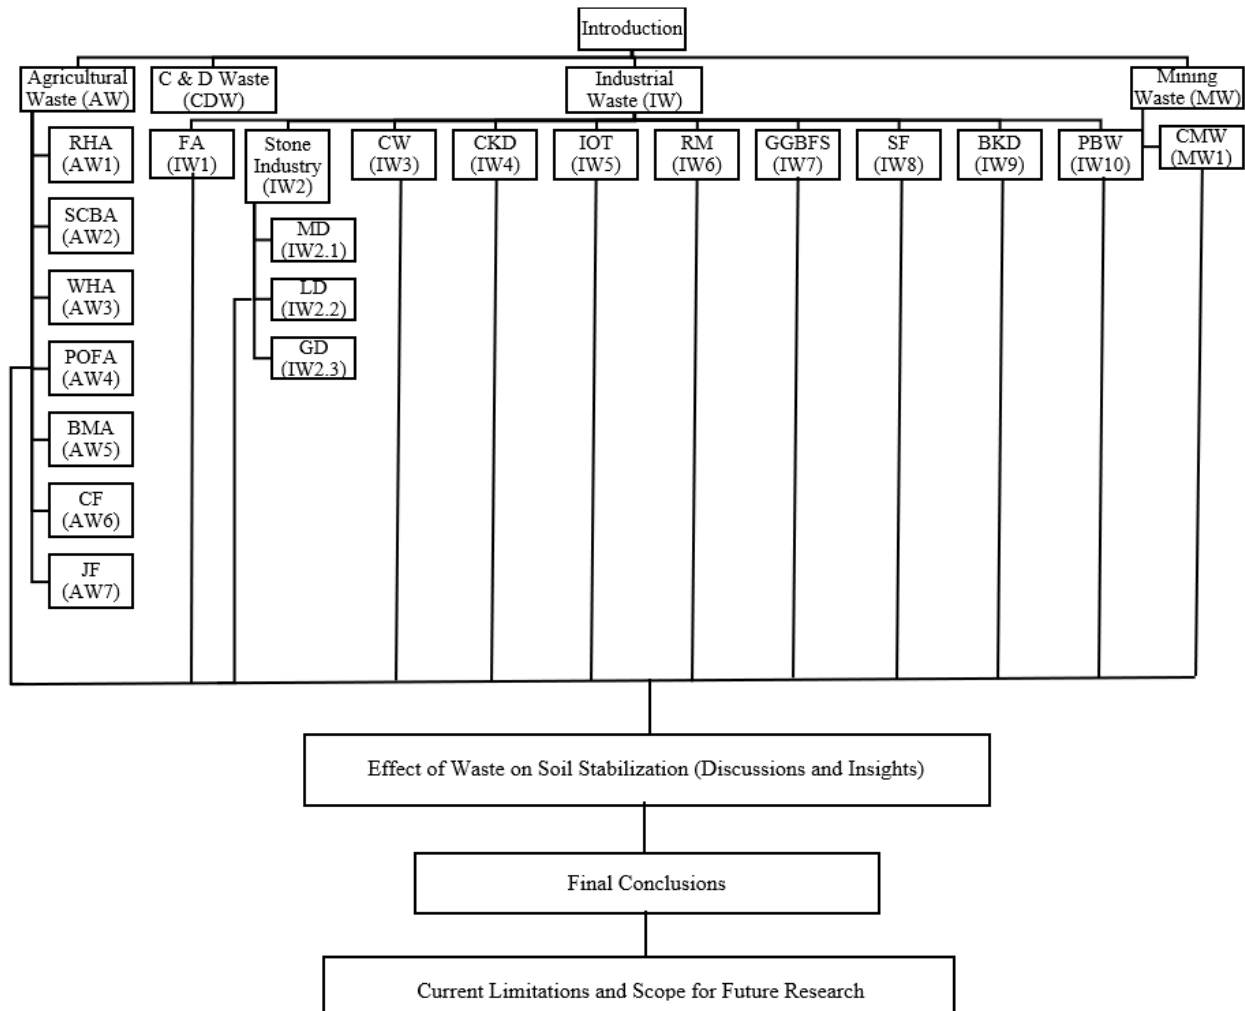 Introduction
Agricultural
Waste (AW)
C & D Waste
(CDW)
Industrial
Waste (IW)
Mining
Waste (MW)
RHA
(AW1)
SCBA
(AW2)
WHA
(AW3)
POFA
(AW4)
BMA
(AW5)
CF
(AW6)
JF
(AW7)
FA
(IW1)
Stone
Industry
(IW2)
MD
(IW2.1)
LD
(IW2.2)
GD
(IW2.3)
CW
(IW3)
CKD
(IW4)
IOT
(IW5)
RM
(IW6)
GGBFS
(IW7)
SF
(IW8)
BKD
(IW9)
PBW
(IW10)
CMW
(MW1)
Effect of Waste on Soil Stabilization (Discussions and Insights)
Final Conclusions
Current Limitations and Scope for Future Research